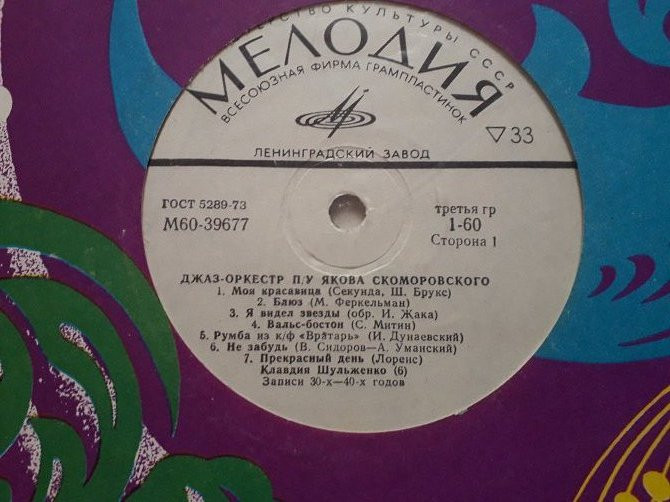 МИНИСТЕРСТВО КУЛЬТУРЫ СССР
МЕЛОДИЯ
ВСЕСОЮЗНАЯ ФИРМА ГРАМПЛАСТИНОК
▽33
ЛЕНИНГРАДСКИЙ ЗАВОД
ГОСТ 5289-73
М60-39677
третья гр
1-60
Сторона 1
ДЖАЗ-ОРКЕСТР П/У ЯКОВА СКОМОРОВСКОГО
1. Моя красавица (Секунда, Ш. Брукс)
2. Блюз (М. Феркельман)
3. Я видел звезды (обр. И. Жака)
4. Вальс-бостон (С. Митин)
5. Румба из к/ф «Вратарь» (И. Дунаевский)
6. Не забудь (В. Сидоров—А. Уманский)
7. Прекрасный день (Лоренс)
Клавдия Шульженко (6)
Записи 30-х—40-х годов